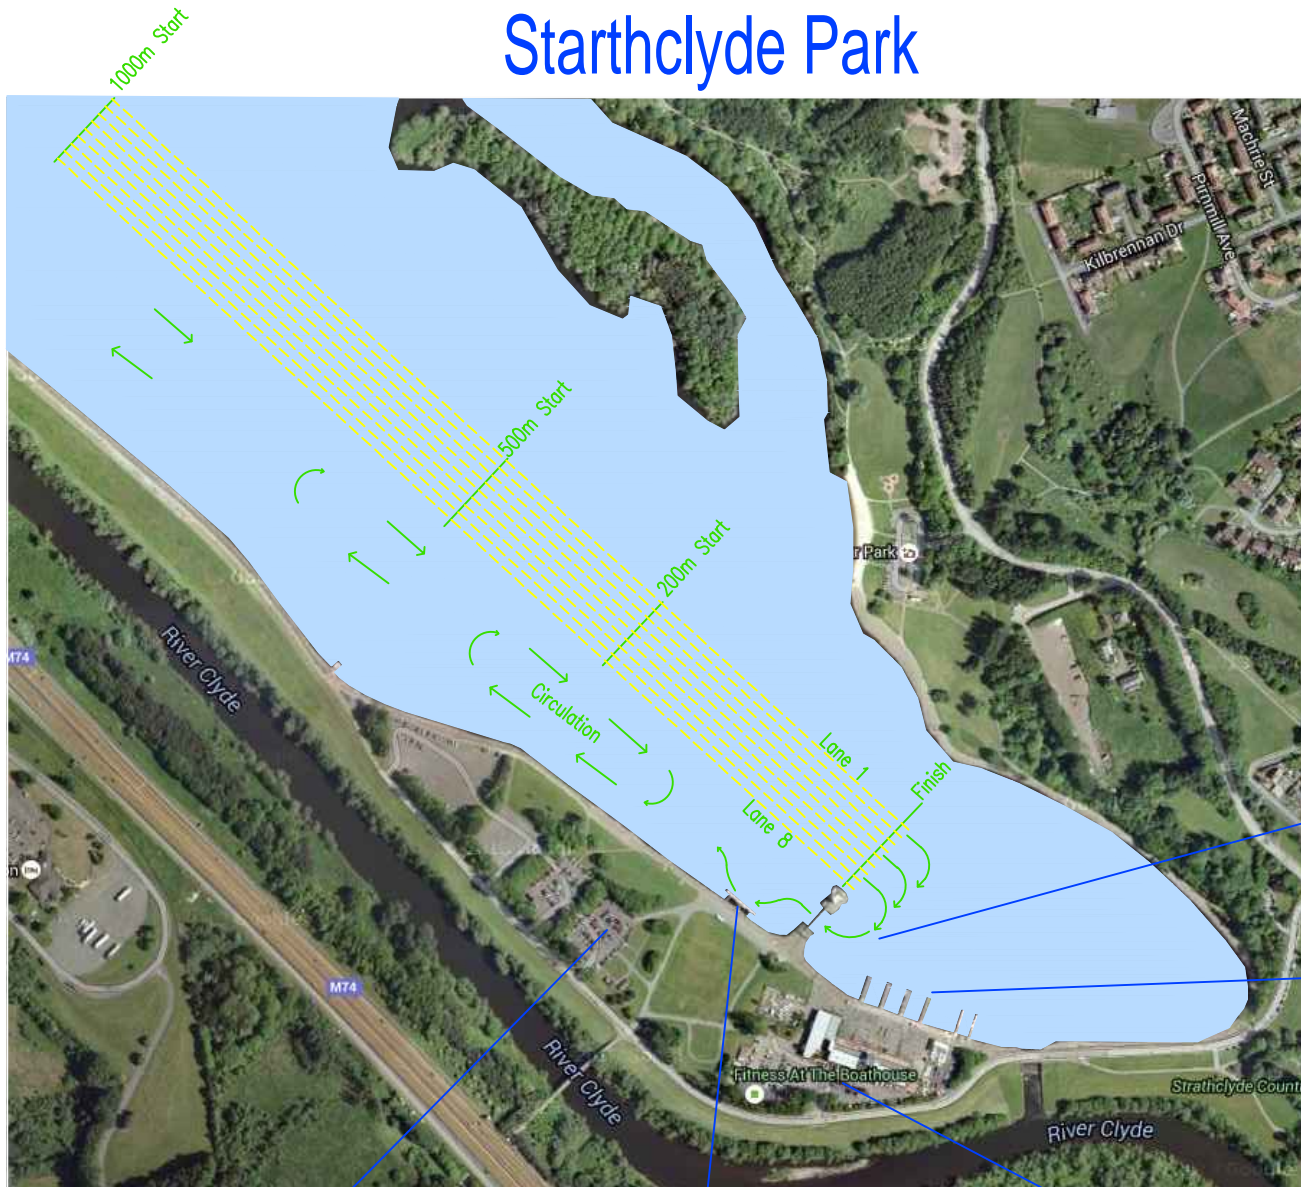 Starthclyde Park
1000m Start
Machrie St
Pirnmill Ave
Kilbrennan Dr
500m Start
200m Start
r Park
River Clyde
M74
Circulation
Lane 1
Finish
Lane 8
n
M74
River Clyde
Fitness At The Boathouse
Strathclyde Count
River Clyde
Google